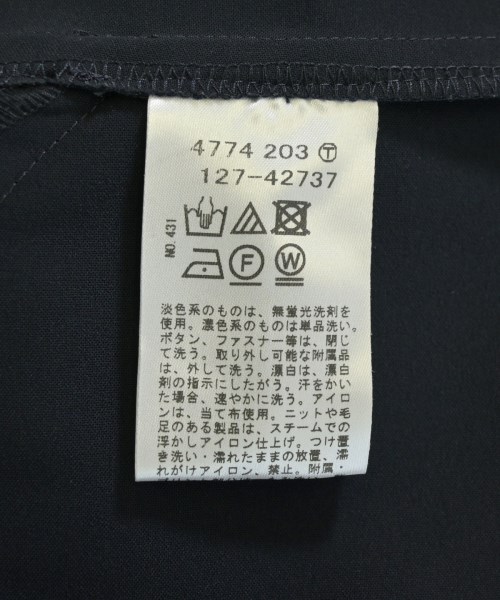 4774 203 Ⓣ
127-42737
NO.431
F
W
淡色系のものは、無蛍光洗剤を
使用。濃色系のものは単品洗い。
ボタン、ファスナー等は、閉じ
て洗う。取り外し可能な附属品
は、外して洗う。漂白は、漂白
剤の指示にしたがう。汗をかい
た場合、速やかに洗う。アイロ
ンは、当て布使用。ニットや毛
足のある製品は、スチームでの
浮かしアイロン仕上げ。つけ置
き洗い・濡れたままの放置、濡
れがけアイロン、禁止。附属・